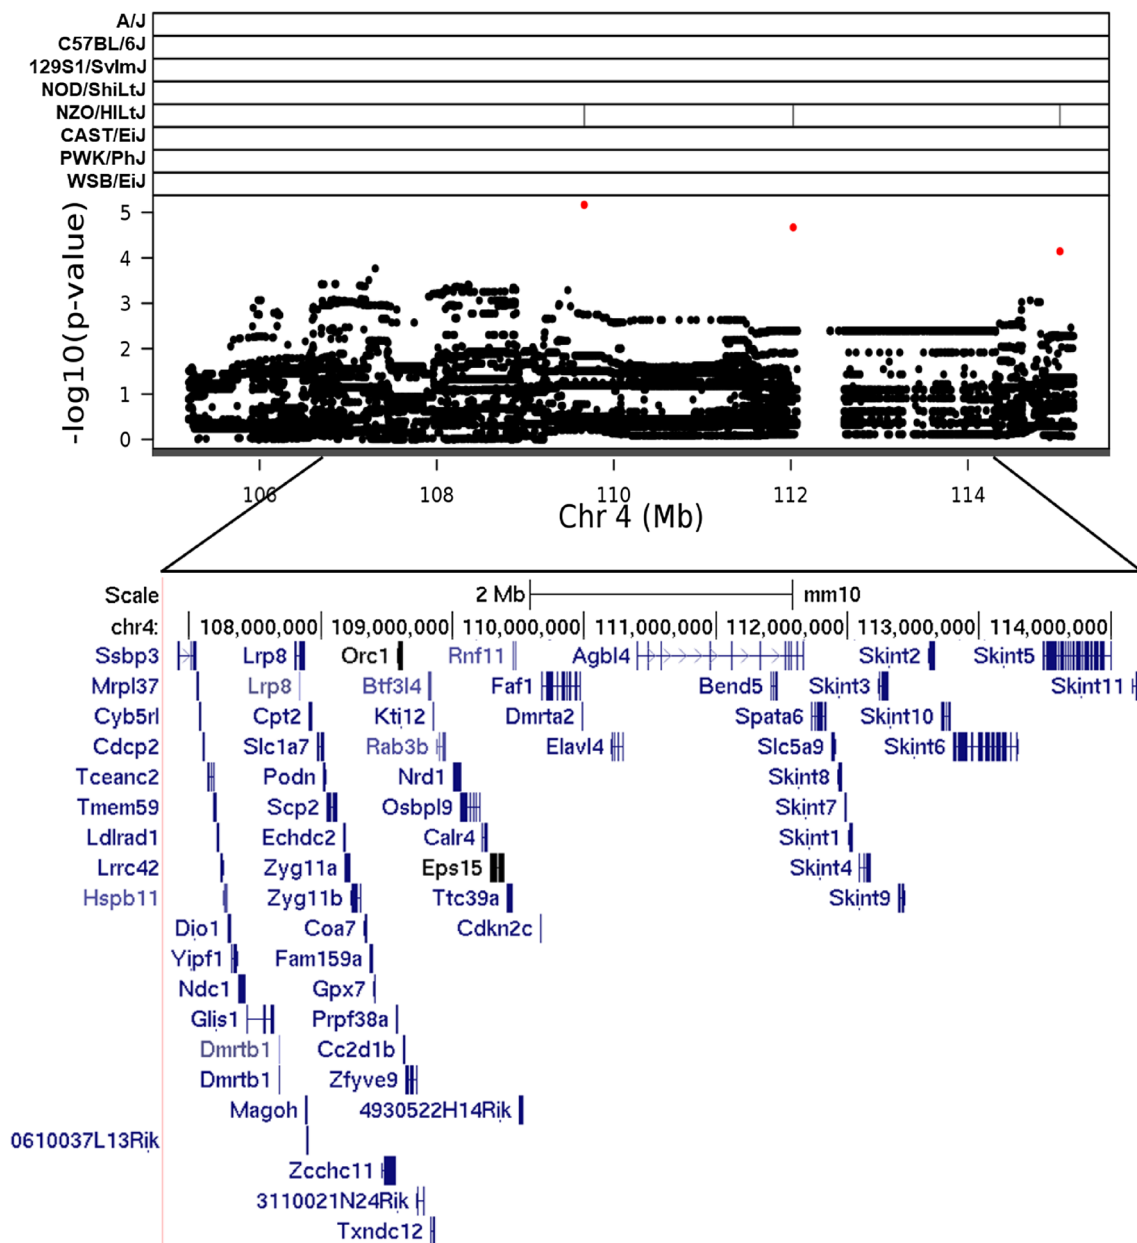 A/J
C57BL/6J
129S1/SvImJ
NOD/ShiLtJ
NZO/HILtJ
CAST/EiJ
PWK/PhJ
WSB/EiJ
-log10(p-value)
5
4
3
2
1
0
106 108 110 112 114
Chr 4 (Mb)
Scale 2 Mb mm10
chr4: 108,000,000 109,000,000 110,000,000 111,000,000 112,000,000 113,000,000 114,000,000
Ssbp3 Lrp8 Orc1 Rnf11 Agbl4 Skint2 Skint5
Mrpl37 Lrp8 Btf3l4 Faf1 Bend5 Skint3 Skint11
Cyb5rl Cpt2 Kti12 Dmrta2 Spata6 Skint10
Cdcp2 Slc1a7 Rab3b Elavl4 Slc5a9 Skint6
Tceanc2 Podn Nrd1 Skint8
Tmem59 Scp2 Osbpl9 Skint7
Ldlrad1 Echdc2 Calr4 Skint1
Lrrc42 Zyg11a Eps15 Skint4
Hspb11 Zyg11b Ttc39a Skint9
Dio1 Coa7 Cdkn2c
Yipf1 Fam159a
Ndc1 Gpx7
Glis1 Prpf38a
Dmrtb1 Cc2d1b
Dmrtb1 Zfyve9
Magoh 4930522H14Rik
0610037L13Rik
Zcchc11
3110021N24Rik
Txndc12